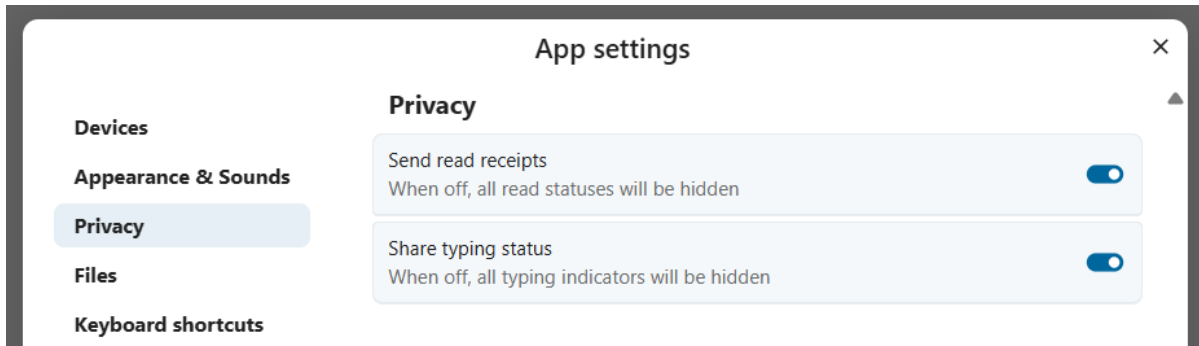 App settings
Devices
Appearance & Sounds
Privacy
Files
Keyboard shortcuts
Privacy
Send read receipts
When off, all read statuses will be hidden
Share typing status
When off, all typing indicators will be hidden